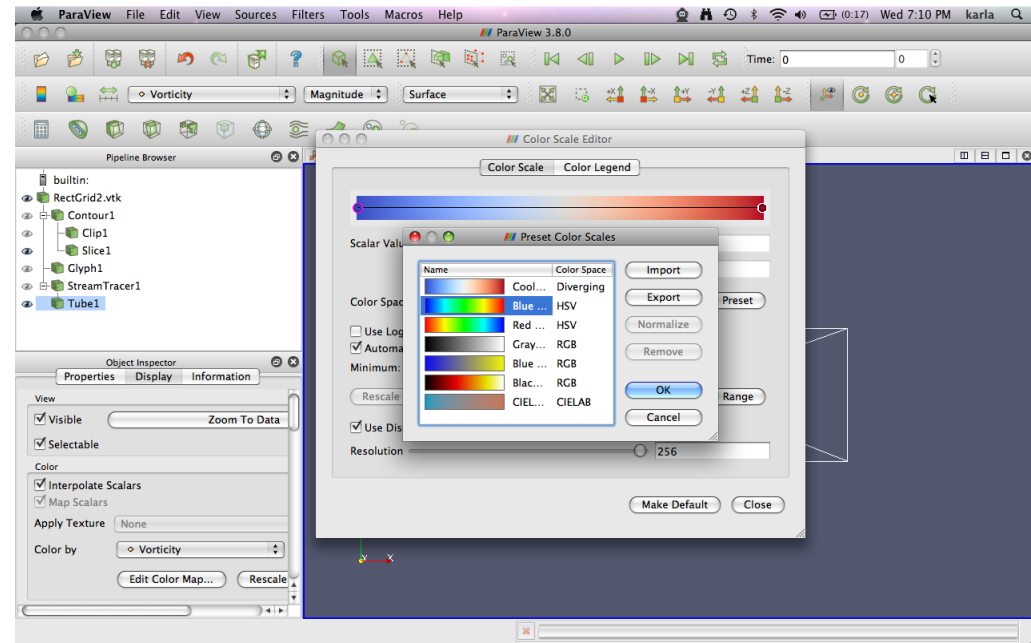 ParaView File Edit View Sources Filters Tools Macros Help (0:17) Wed 7:10 PM karla
ParaView 3.8.0
Time: 0 0
Vorticity Magnitude Surface +X -X +Y -Y +Z -Z
Pipeline Browser
builtin:
RectGrid2.vtk
Contour1
Clip1
Slice1
Glyph1
StreamTracer1
Tube1
Object Inspector
Properties Display Information
View
Visible Zoom To Data
Selectable
Color
Interpolate Scalars
Map Scalars
Apply Texture None
Color by Vorticity
Edit Color Map... Rescale
Color Scale Editor
Color Scale Color Legend
Scalar Valu
Color Spac Preset
Use Log
Automa
Minimum:
Rescale Range
Use Dis
Resolution 256
Make Default Close
Preset Color Scales
Name Color Space
Cool... Diverging
Blue ... HSV
Red ... HSV
Gray... RGB
Blue ... RGB
Blac... RGB
CIEL... CIELAB
Import
Export
Normalize
Remove
OK
Cancel
Y X